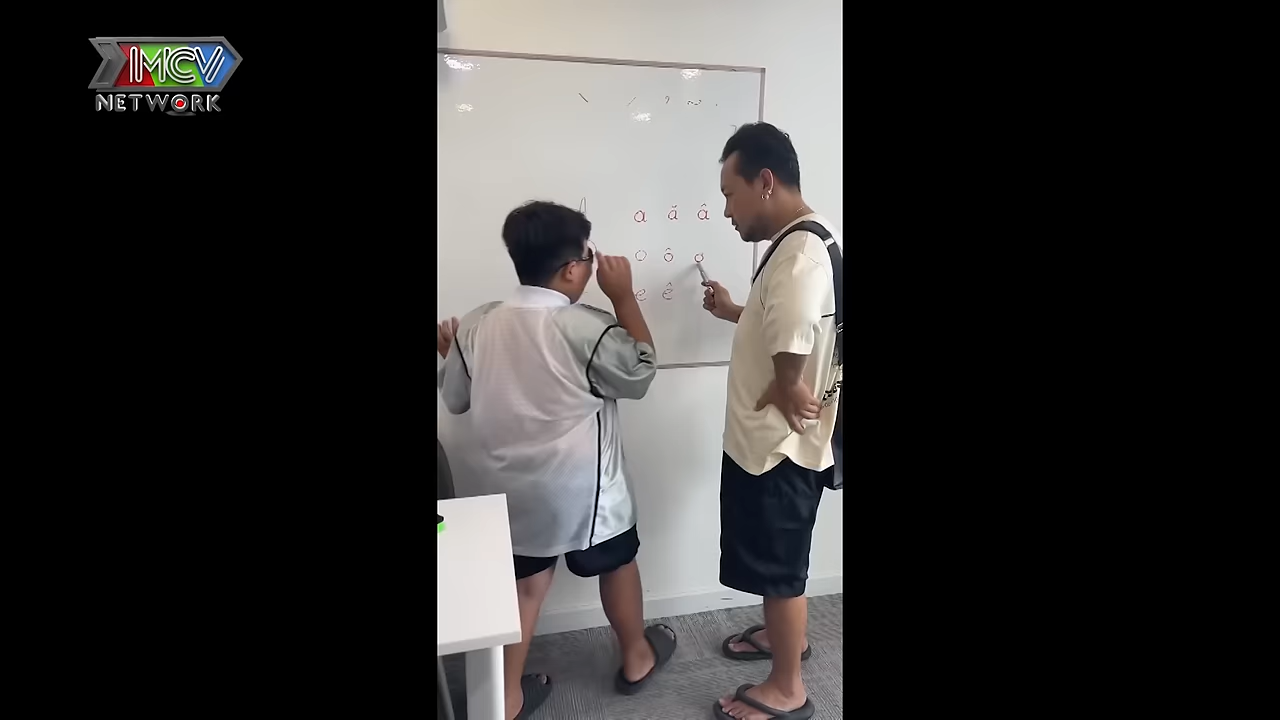 MCV
NETWORK
a ă â
o ô ơ
e ê